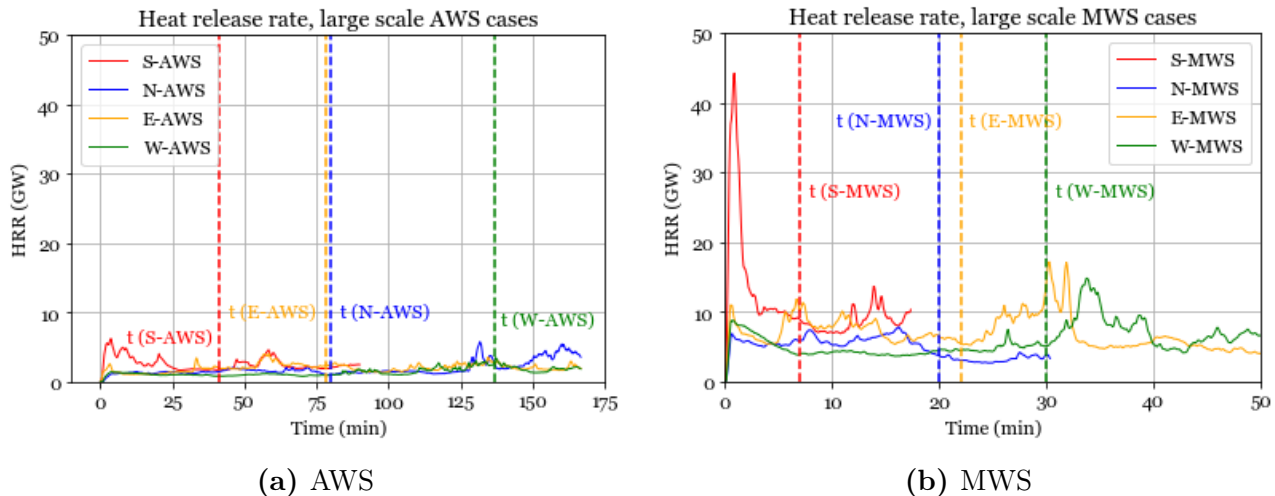 Heat release rate, large scale AWS cases
50
40
30
20
10
0
HRR (GW)
S-AWS
N-AWS
E-AWS
W-AWS
t (S-AWS)
t (E-AWS)
t (N-AWS)
t (W-AWS)
0 25 50 75 100 125 150 175
Time (min)
(a) AWS
Heat release rate, large scale MWS cases
50
40
30
20
10
0
HRR (GW)
S-MWS
N-MWS
E-MWS
W-MWS
t (N-MWS)
t (E-MWS)
t (S-MWS)
t (W-MWS)
0 10 20 30 40 50
Time (min)
(b) MWS